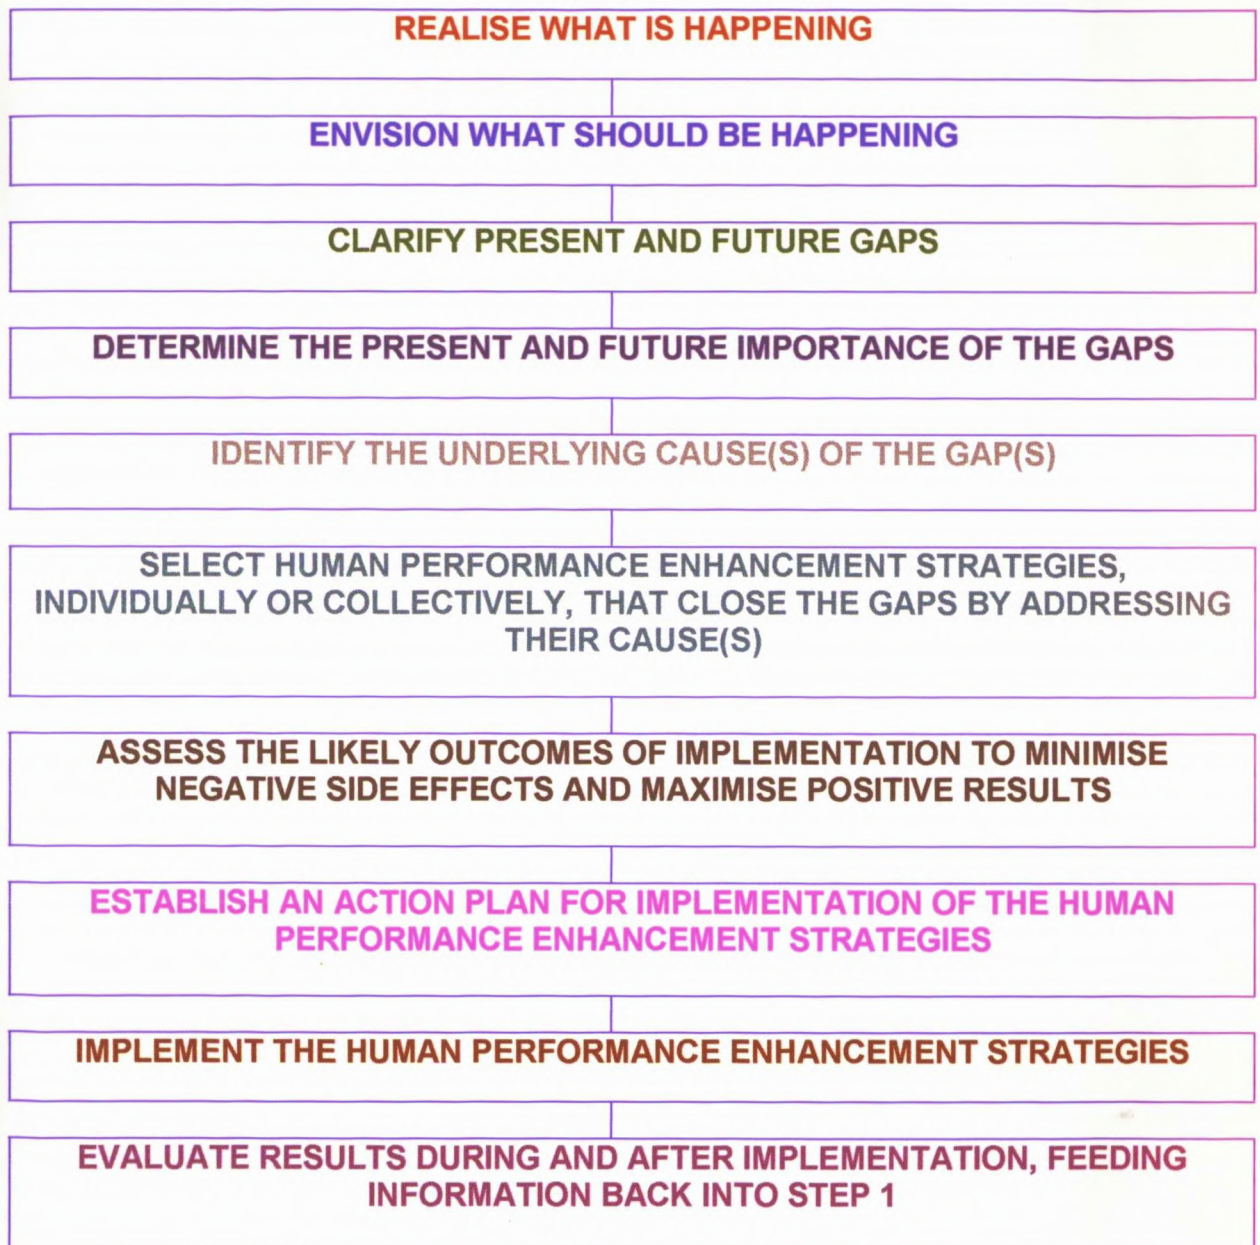 REALISE WHAT IS HAPPENING
ENVISION WHAT SHOULD BE HAPPENING
CLARIFY PRESENT AND FUTURE GAPS
DETERMINE THE PRESENT AND FUTURE IMPORTANCE OF THE GAPS
IDENTIFY THE UNDERLYING CAUSE(S) OF THE GAP(S)
SELECT HUMAN PERFORMANCE ENHANCEMENT STRATEGIES,
INDIVIDUALLY OR COLLECTIVELY, THAT CLOSE THE GAPS BY ADDRESSING
THEIR CAUSE(S)
ASSESS THE LIKELY OUTCOMES OF IMPLEMENTATION TO MINIMISE
NEGATIVE SIDE EFFECTS AND MAXIMISE POSITIVE RESULTS
ESTABLISH AN ACTION PLAN FOR IMPLEMENTATION OF THE HUMAN
PERFORMANCE ENHANCEMENT STRATEGIES
IMPLEMENT THE HUMAN PERFORMANCE ENHANCEMENT STRATEGIES
EVALUATE RESULTS DURING AND AFTER IMPLEMENTATION, FEEDING
INFORMATION BACK INTO STEP 1